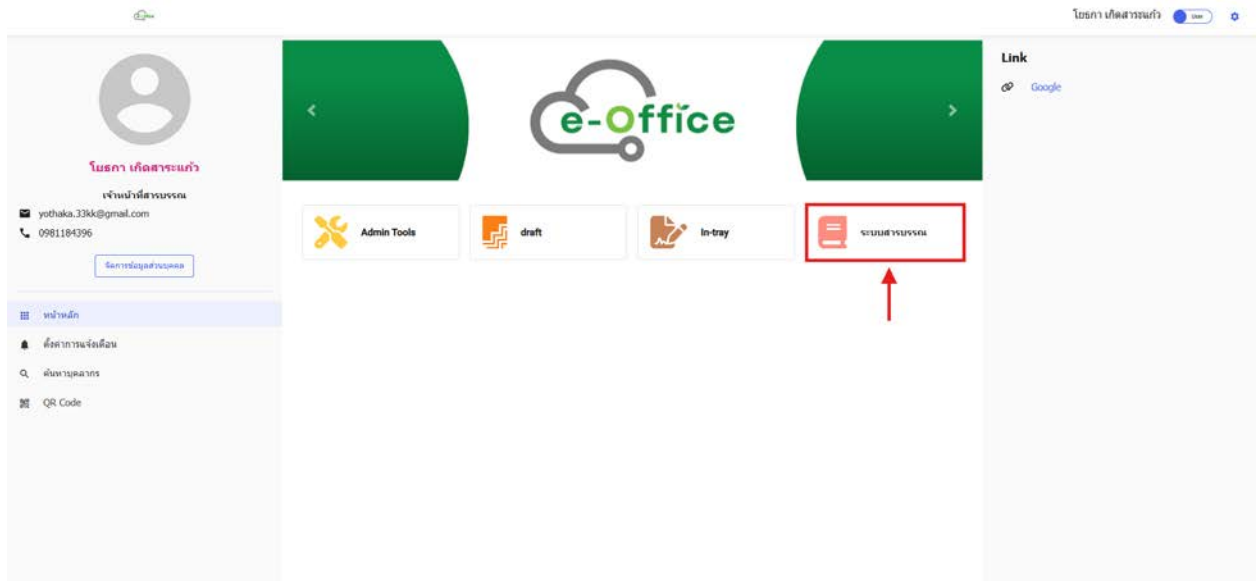 e-office
โยธกา เกิดสาระแก้ว
User
โยธกา เกิดสาระแก้ว
เจ้าหน้าที่สารบรรณ
yothaka.33kk@gmail.com
0981184396
จัดการข้อมูลส่วนบุคคล
หน้าหลัก
ตั้งค่าการแจ้งเตือน
ค้นหาบุคลากร
QR Code
e-office
Admin Tools
draft
In-tray
ระบบสารบรรณ
Link
Google